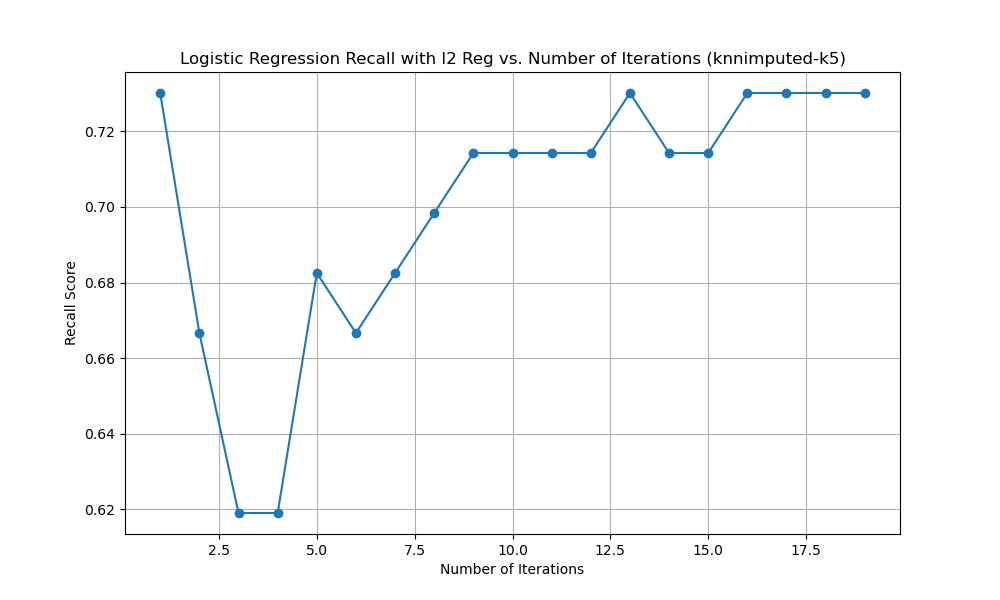 Logistic Regression Recall with l2 Reg vs. Number of Iterations (knnimputed-k5)
0.72
0.70
0.68
0.66
0.64
0.62
Recall Score
2.5 5.0 7.5 10.0 12.5 15.0 17.5
Number of Iterations